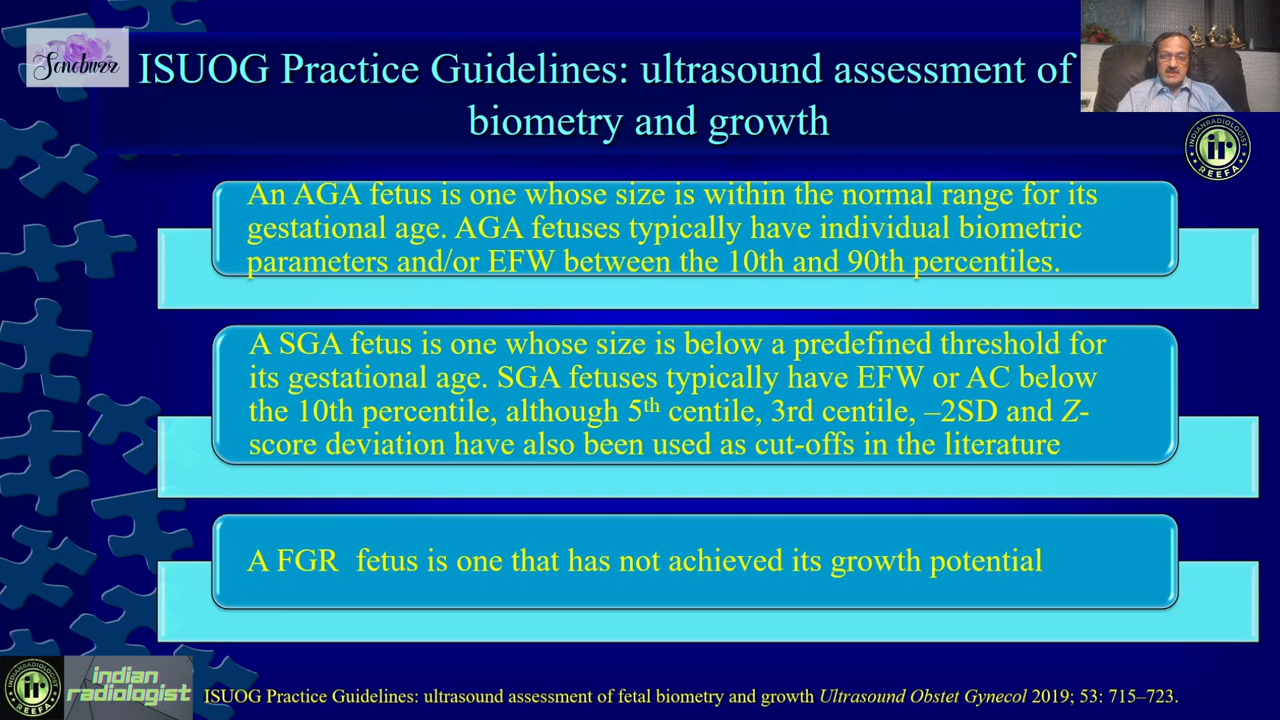 Sonobuzz
ISUOG Practice Guidelines: ultrasound assessment of
biometry and growth
INDIANRADIOLOGIST
ir
REEFA
An AGA fetus is one whose size is within the normal range for its
gestational age. AGA fetuses typically have individual biometric
parameters and/or EFW between the 10th and 90th percentiles.
A SGA fetus is one whose size is below a predefined threshold for
its gestational age. SGA fetuses typically have EFW or AC below
the 10th percentile, although 5th centile, 3rd centile, –2SD and Z-
score deviation have also been used as cut-offs in the literature
A FGR fetus is one that has not achieved its growth potential
INDIANRADIOLOGIST
ir
REEFA
indian
radiologist
ISUOG Practice Guidelines: ultrasound assessment of fetal biometry and growth Ultrasound Obstet Gynecol 2019; 53: 715–723.